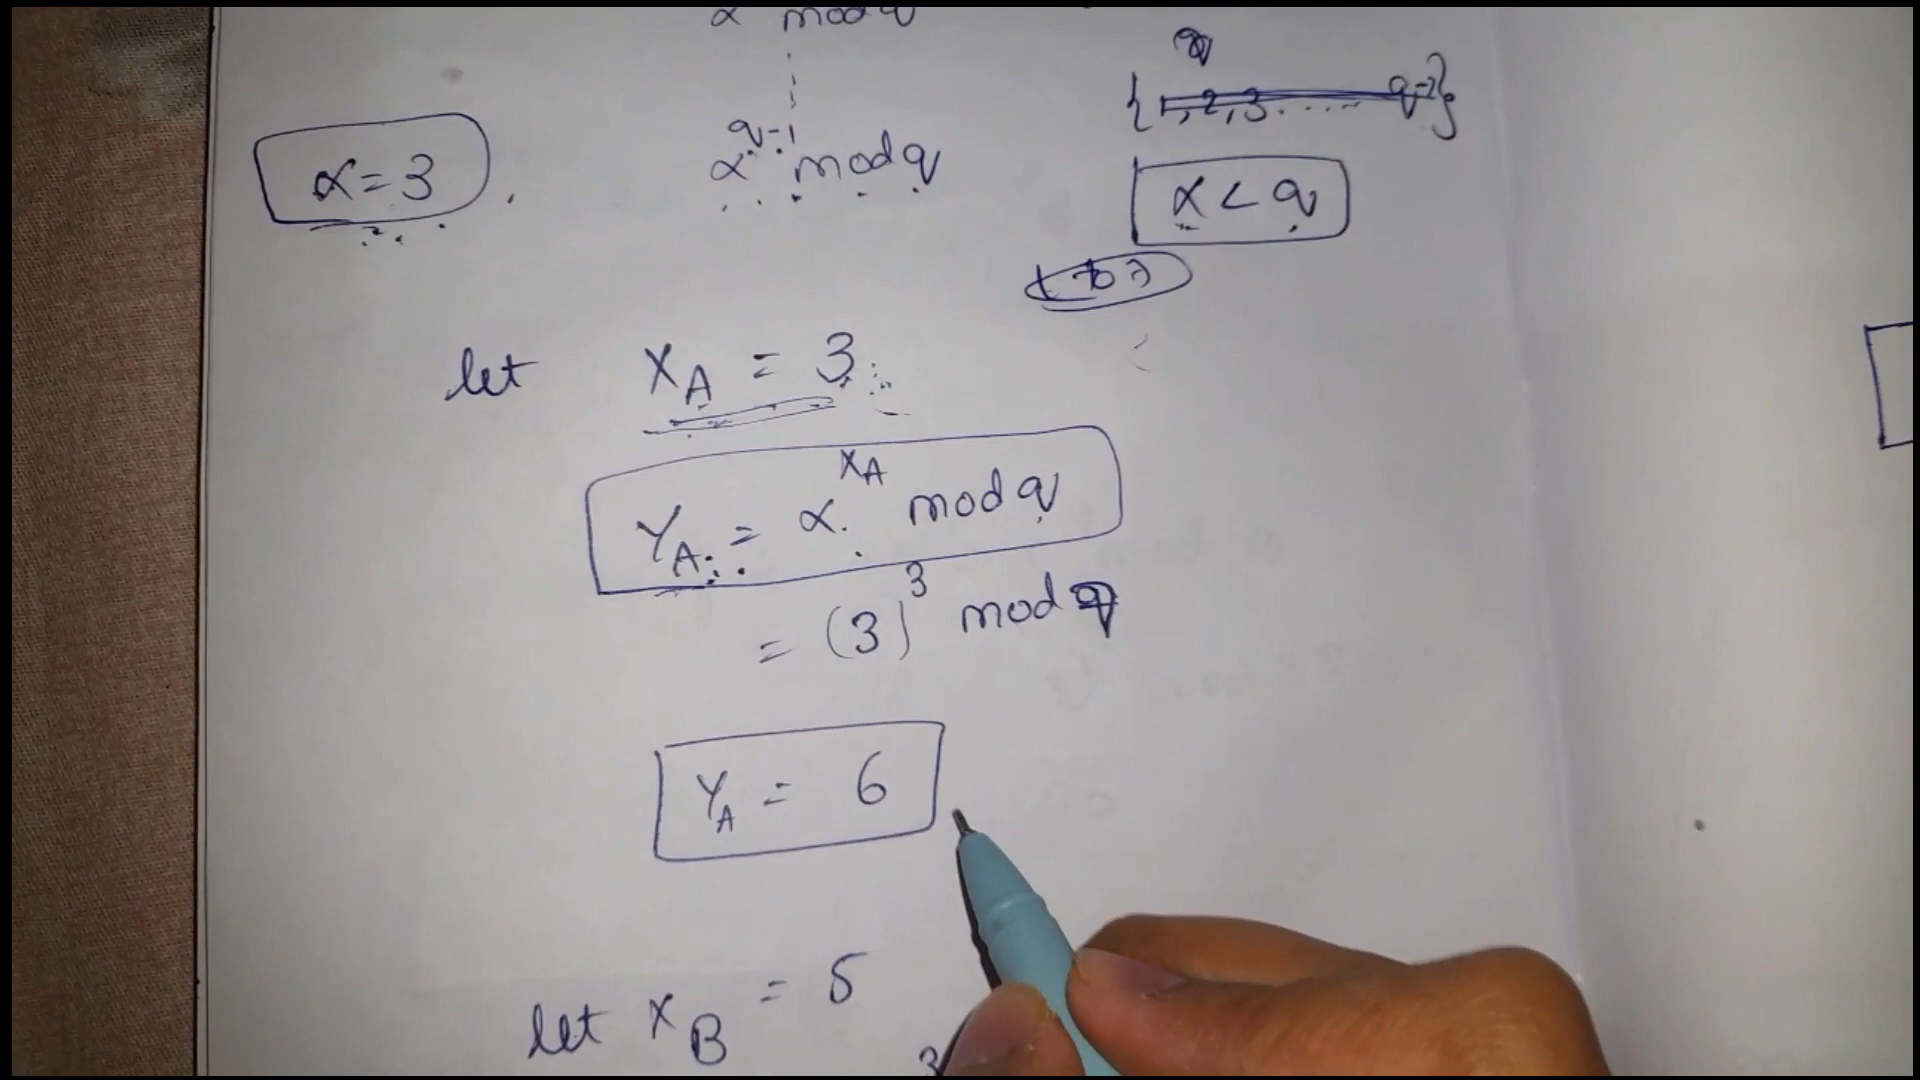 α mod q
{1, 2, 3 ..... q-1}
α^(q-1) mod q
α = 3
α < q
let X_A = 3
Y_A = α^(X_A) mod q
= (3)^3 mod
Y_A = 6
let X_B = 5
3